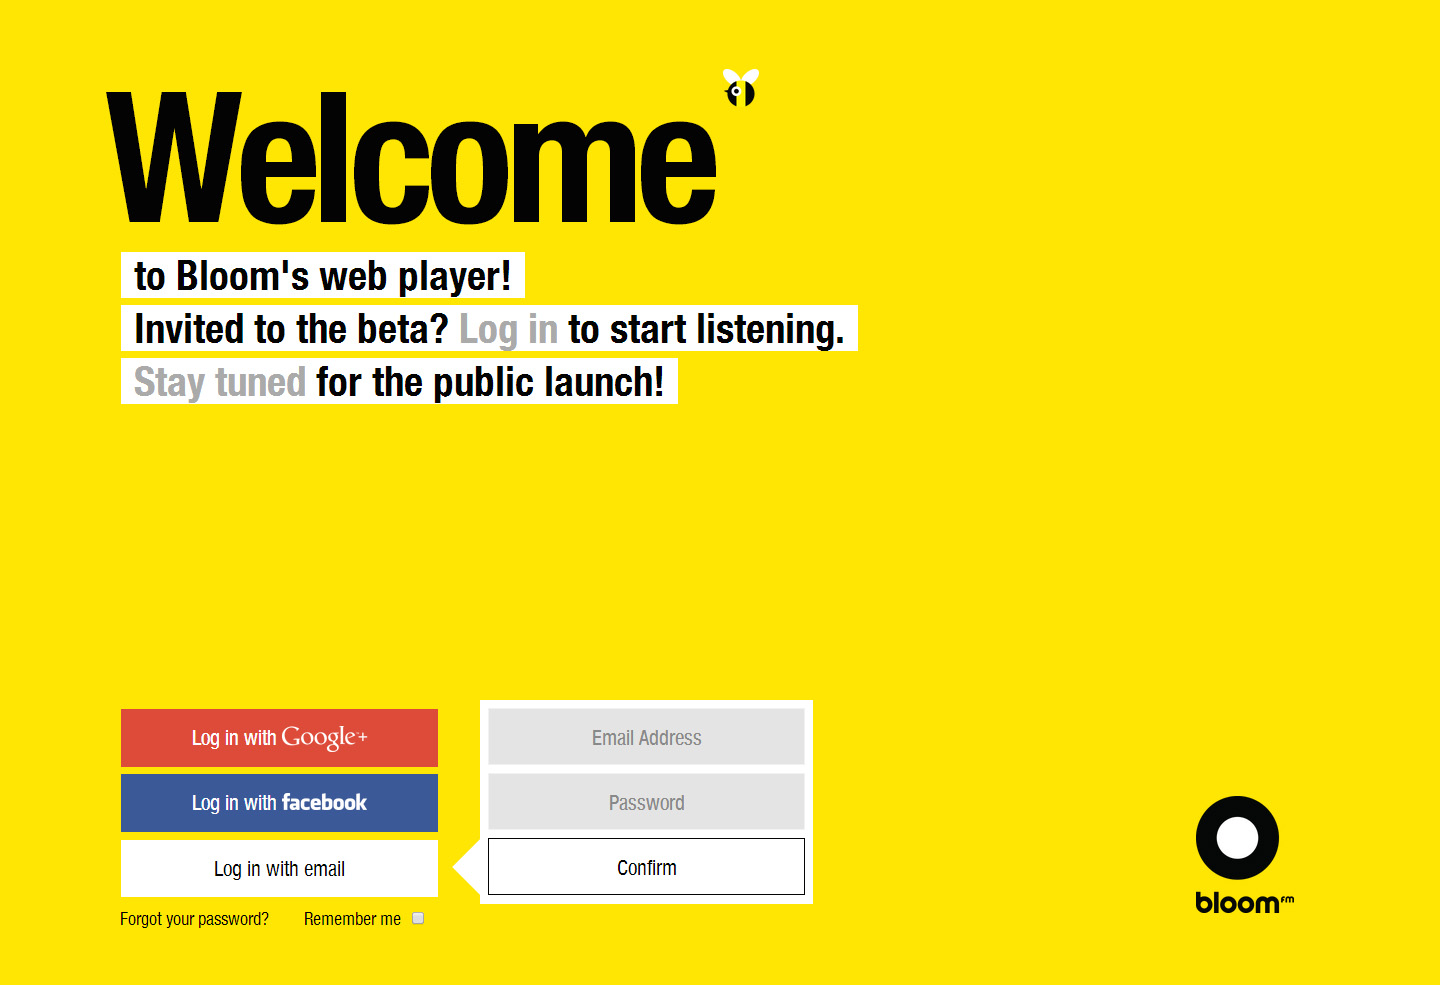 Welcome
to Bloom's web player!
Invited to the beta? Log in to start listening.
Stay tuned for the public launch!
Log in with Google+
Log in with facebook
Log in with email
Forgot your password? Remember me
Email Address
Password
Confirm
bloom fm